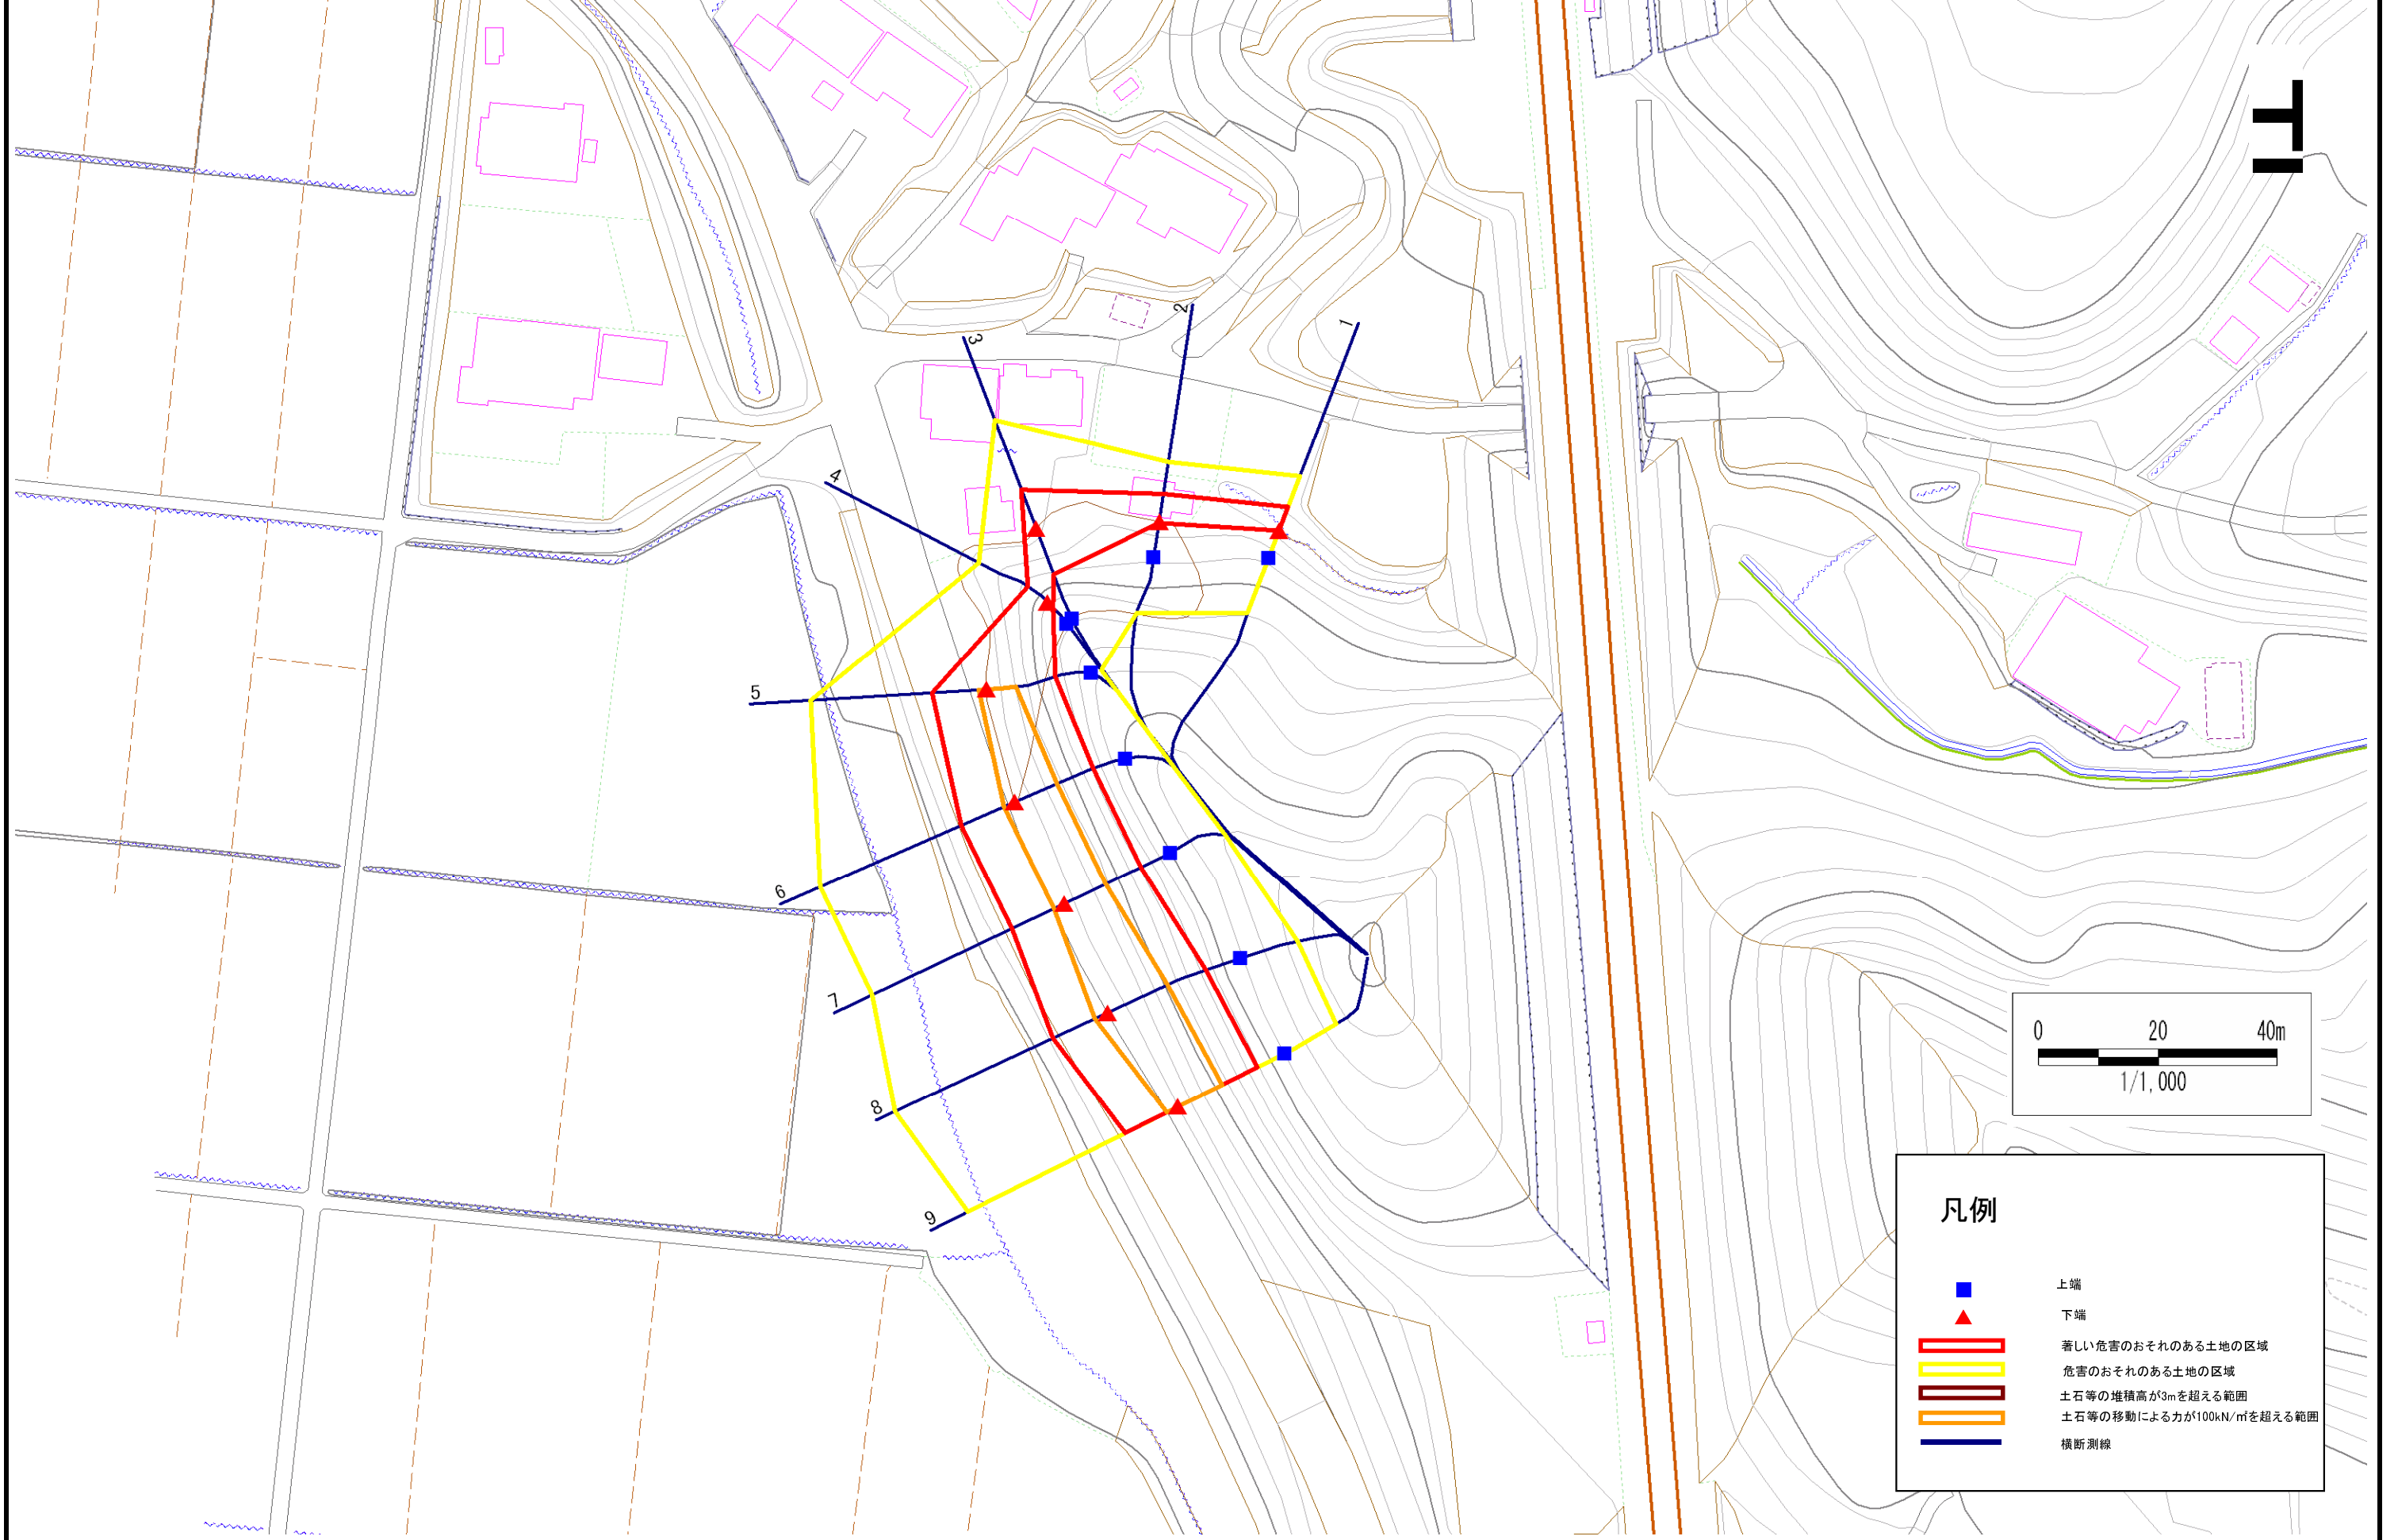 2
1
3
4
5
6
7
8
9
0 20 40m
1/1,000
凡例
上端
下端
著しい危害のおそれのある土地の区域
危害のおそれのある土地の区域
土石等の堆積高が3mを超える範囲
土石等の移動による力が100kN/㎡を超える範囲
横断測線